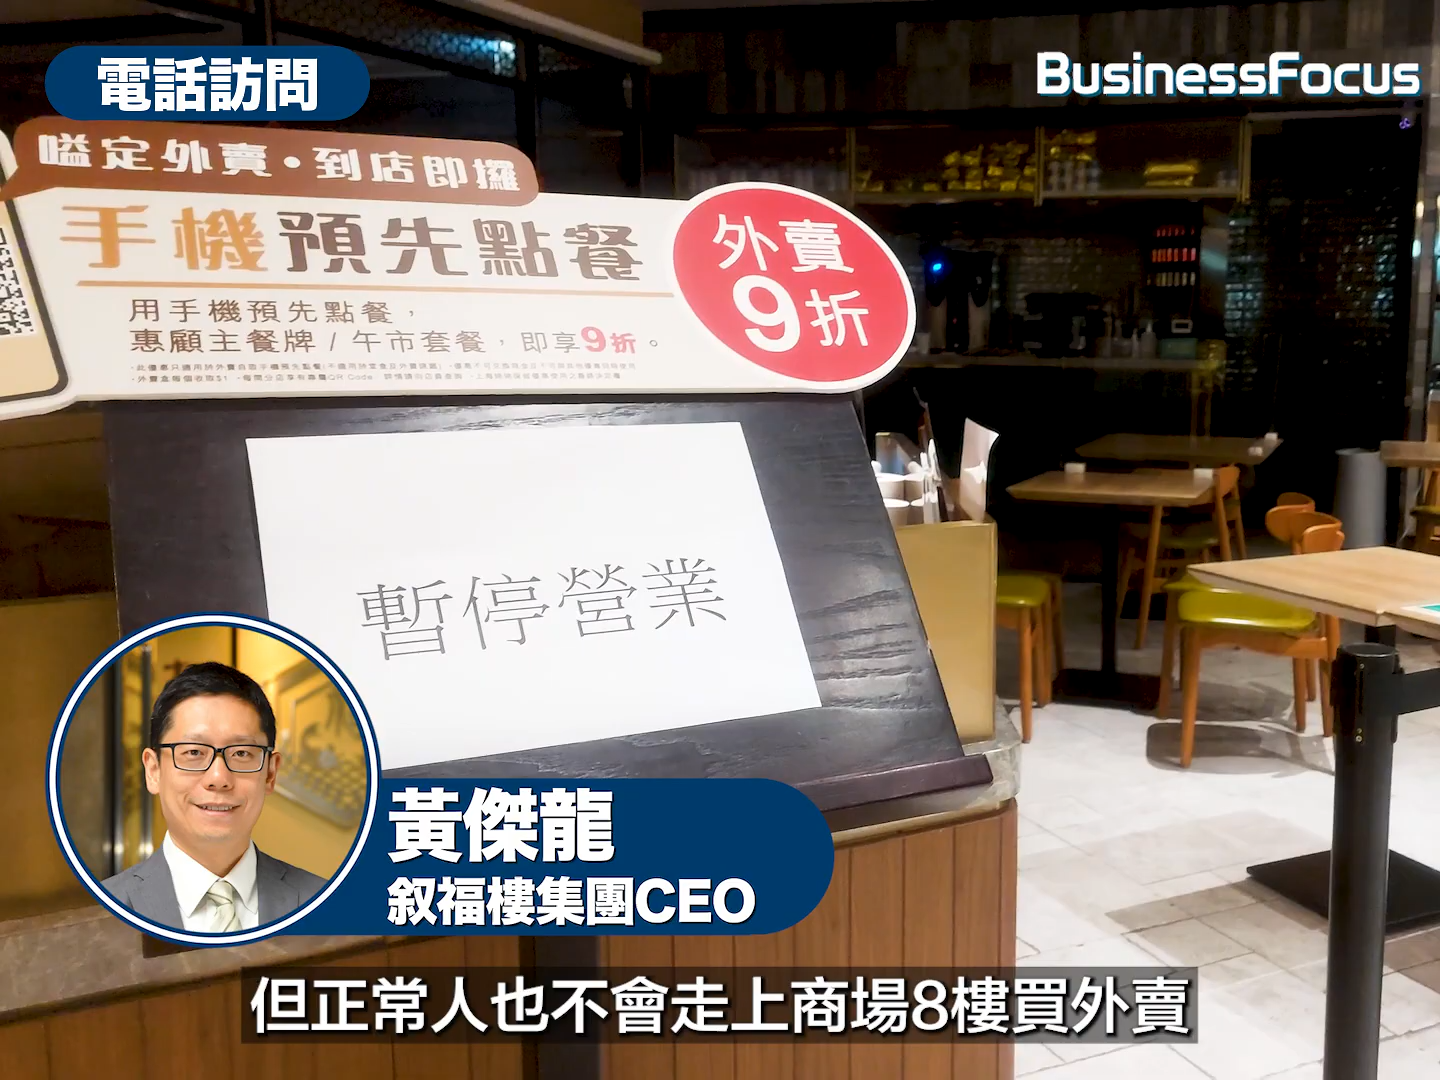 電話訪問
BusinessFocus
嗌定外賣•到店即攞
手機預先點餐
外賣
9折
用手機預先點餐，
惠顧主餐牌 / 午市套餐，即享9折。
暫停營業
黃傑龍
叙福樓集團CEO
但正常人也不會走上商場8樓買外賣